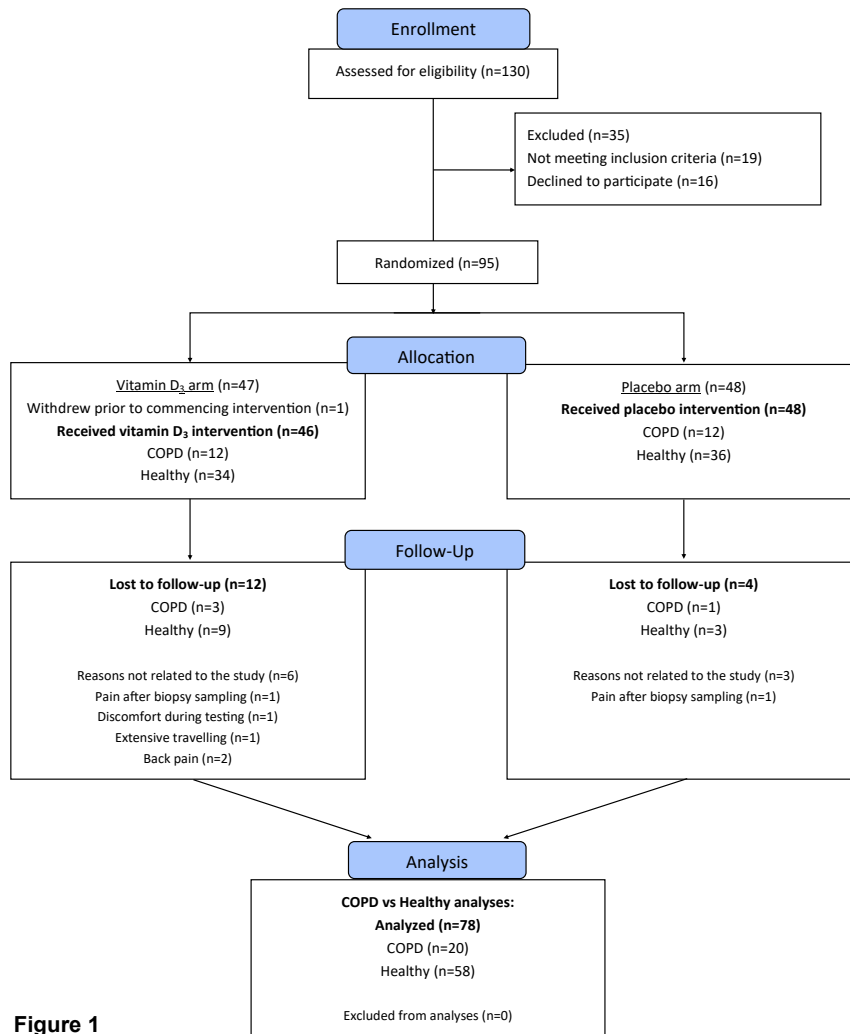 Enrollment
Assessed for eligibility (n=130)
Excluded (n=35)
Not meeting inclusion criteria (n=19)
Declined to participate (n=16)
Randomized (n=95)
Allocation
Vitamin D₃ arm (n=47)
Withdrew prior to commencing intervention (n=1)
Received vitamin D₃ intervention (n=46)
COPD (n=12)
Healthy (n=34)
Placebo arm (n=48)
Received placebo intervention (n=48)
COPD (n=12)
Healthy (n=36)
Follow-Up
Lost to follow-up (n=12)
COPD (n=3)
Healthy (n=9)
Reasons not related to the study (n=6)
Pain after biopsy sampling (n=1)
Discomfort during testing (n=1)
Extensive travelling (n=1)
Back pain (n=2)
Lost to follow-up (n=4)
COPD (n=1)
Healthy (n=3)
Reasons not related to the study (n=3)
Pain after biopsy sampling (n=1)
Analysis
COPD vs Healthy analyses:
Analyzed (n=78)
COPD (n=20)
Healthy (n=58)
Excluded from analyses (n=0)
Figure 1